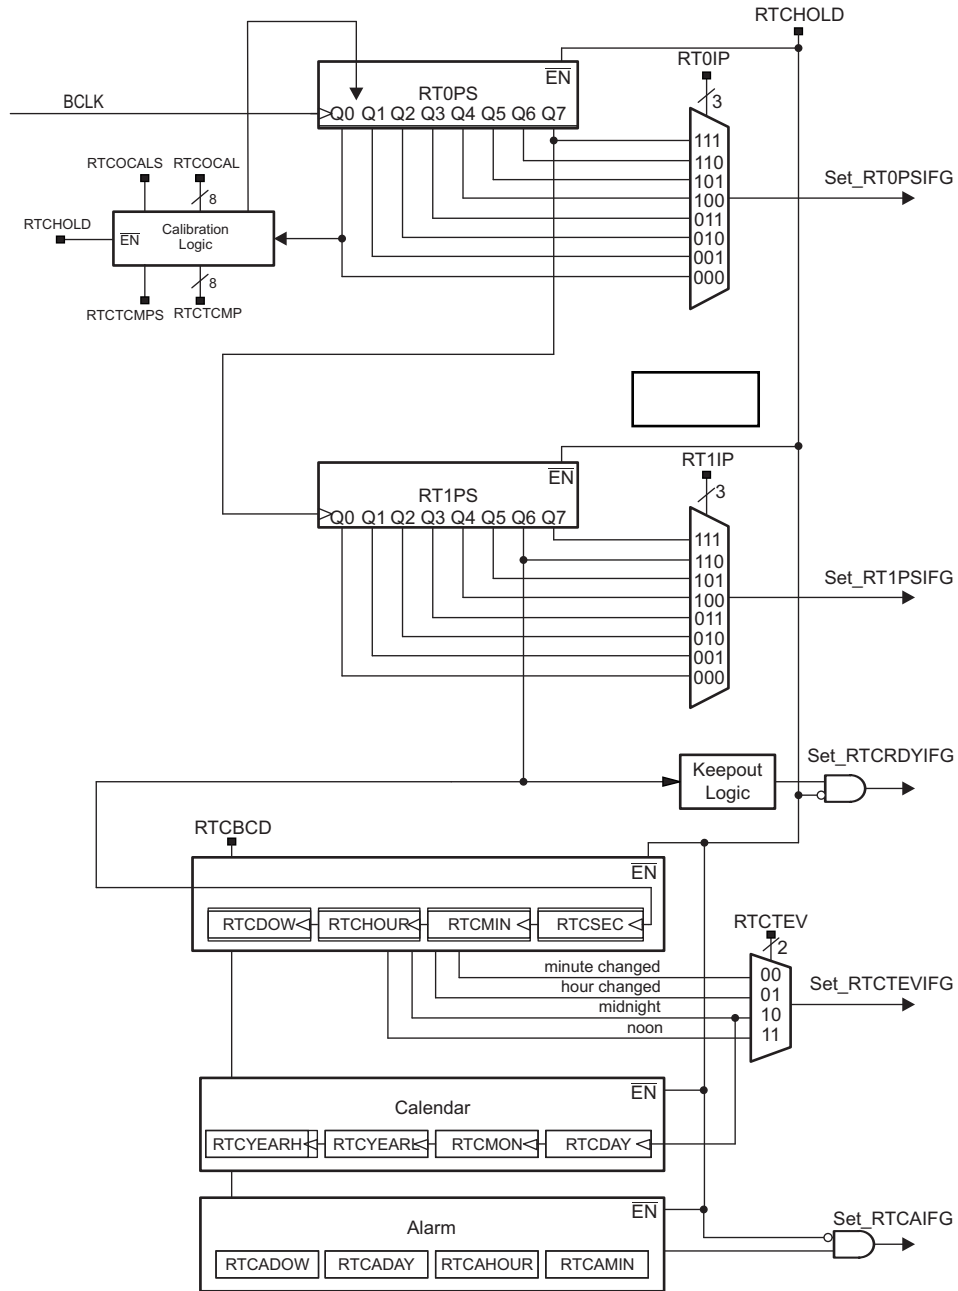 RTCHOLD
RT0IP
3
EN
RT0PS
BCLK
Q0 Q1 Q2 Q3 Q4 Q5 Q6 Q7
111
110
101
100
011
010
001
000
Set_RT0PSIFG
RTCOCALS RTCOCAL
8
RTCHOLD
EN
Calibration
Logic
8
RTCTCMPS RTCTCMP
RT1IP
3
EN
RT1PS
Q0 Q1 Q2 Q3 Q4 Q5 Q6 Q7
111
110
101
100
011
010
001
000
Set_RT1PSIFG
Keepout
Logic
Set_RTCRDYIFG
RTCBCD
EN
RTCDOW RTCHOUR RTCMIN RTCSEC
RTCTEV
2
minute changed
hour changed
midnight
noon
00
01
10
11
Set_RTCTEVIFG
EN
Calendar
RTCYEARH RTCYEARL RTCMON RTCDAY
EN
Alarm
RTCADOW RTCADAY RTCAHOUR RTCAMIN
Set_RTCAIFG